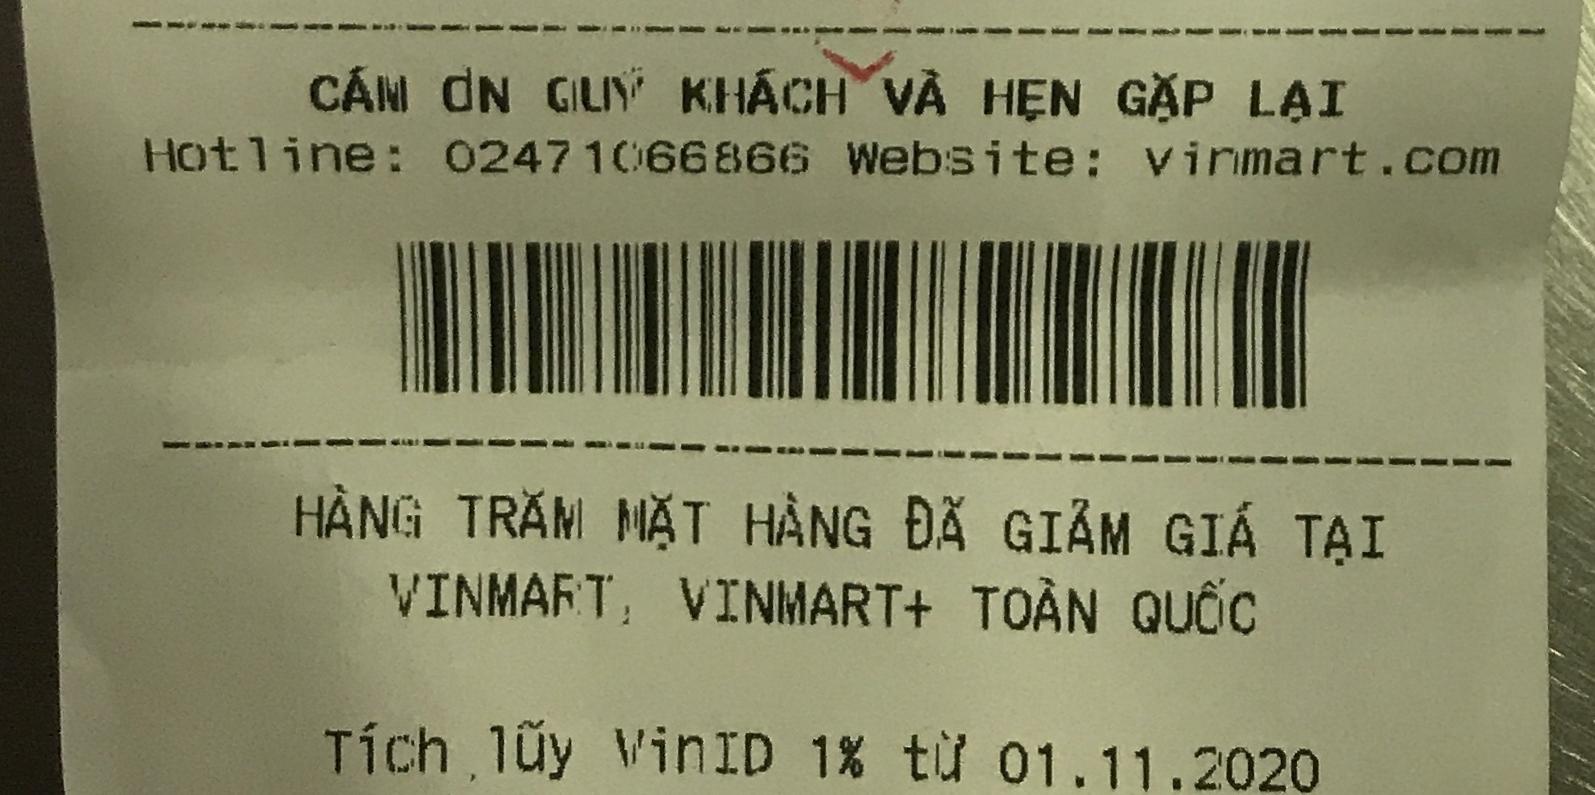 CẢM ƠN QUÝ KHÁCH VÀ HẸN GẶP LẠI
Hotline: 02471066866 Website: vinmart.com
HÀNG TRĂM MẶT HÀNG ĐÃ GIẢM GIÁ TẠI
VINMART, VINMART+ TOÀN QUỐC
Tích lũy VinID 1% từ 01.11.2020